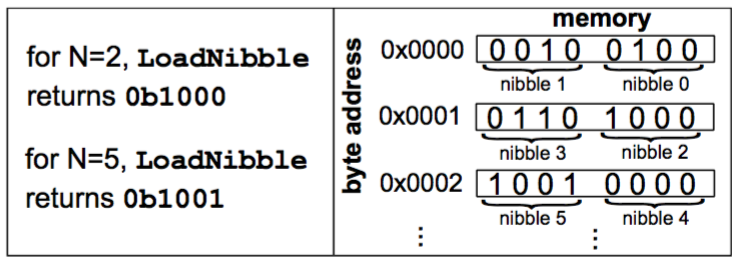 for N=2, LoadNibble
returns 0b1000
for N=5, LoadNibble
returns 0b1001
byte address
memory
0x0000 0 0 1 0 0 1 0 0
nibble 1 nibble 0
0x0001 0 1 1 0 1 0 0 0
nibble 3 nibble 2
0x0002 1 0 0 1 0 0 0 0
nibble 5 nibble 4
⋮ ⋮